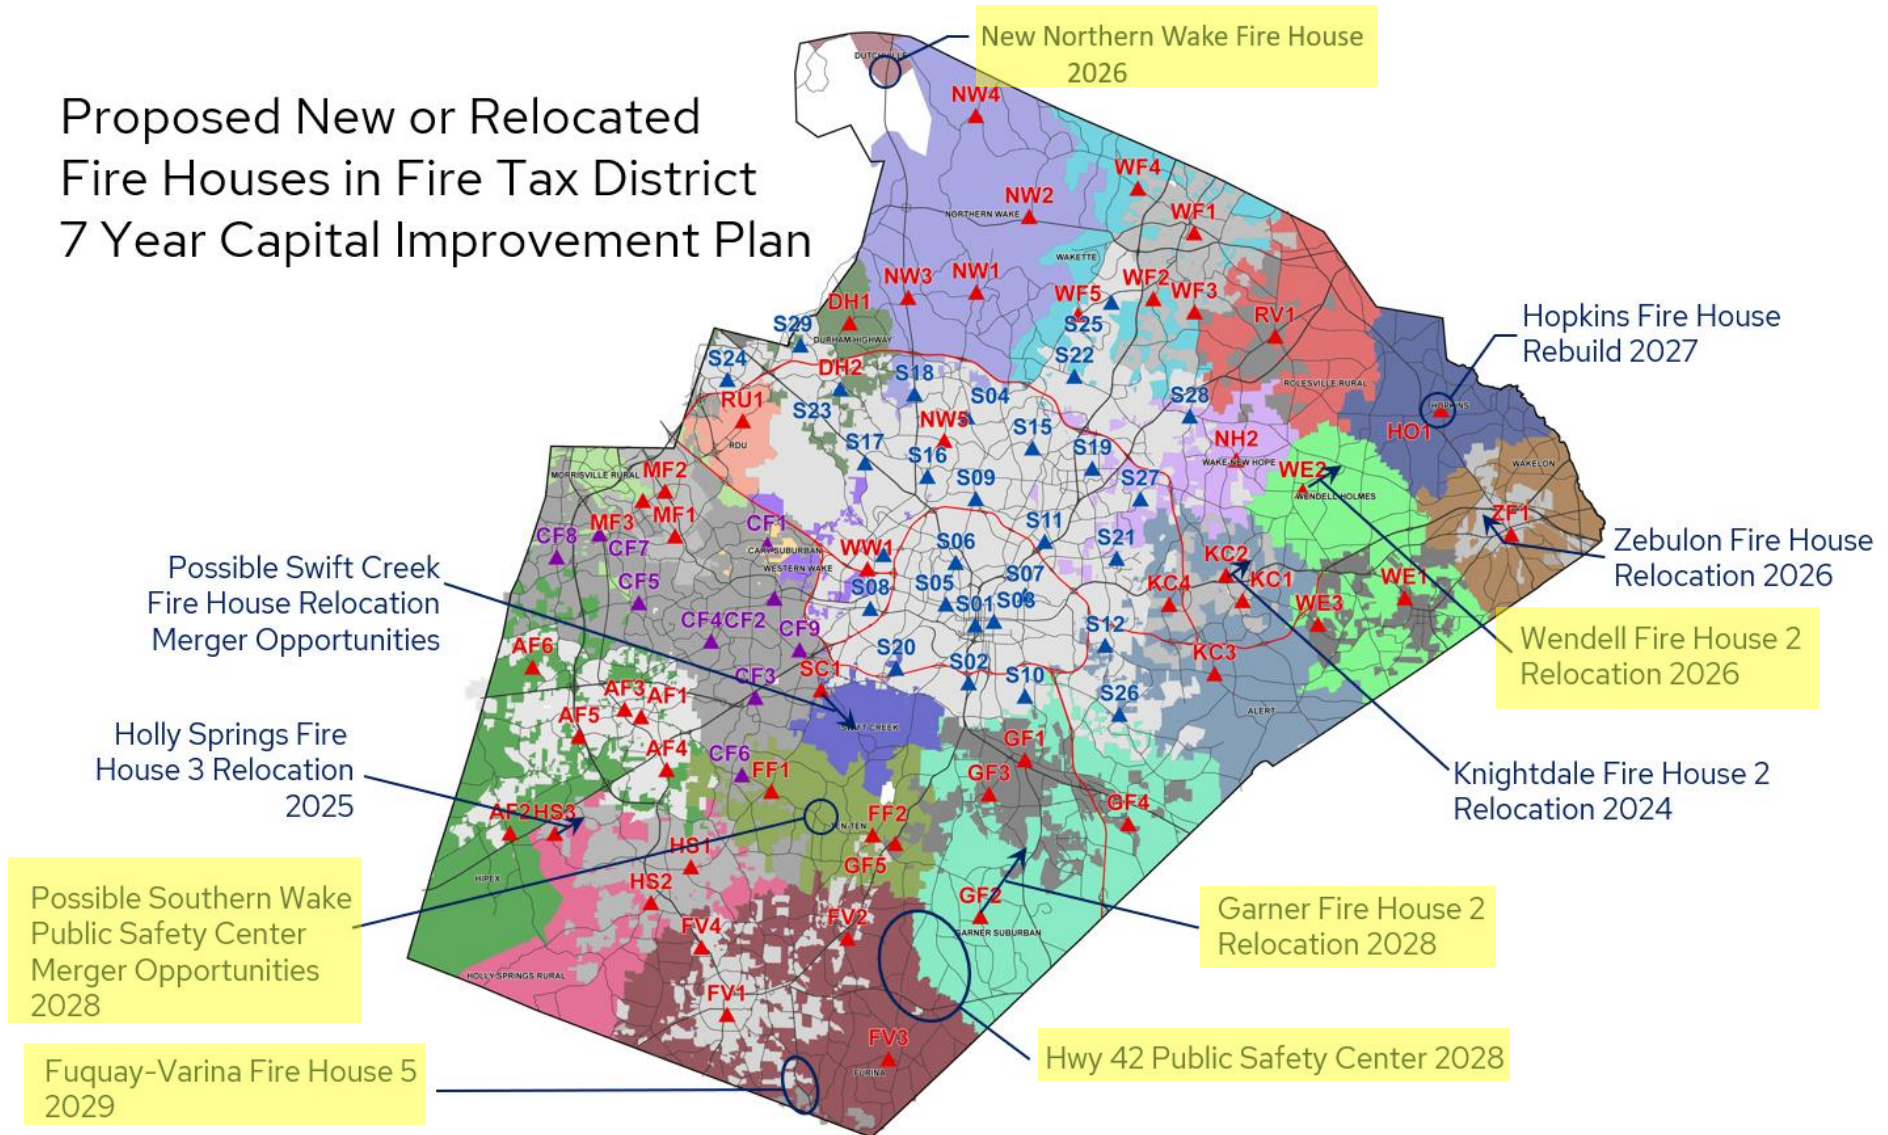 Proposed New or Relocated
Fire Houses in Fire Tax District
7 Year Capital Improvement Plan
New Northern Wake Fire House
2026
Hopkins Fire House
Rebuild 2027
Zebulon Fire House
Relocation 2026
Wendell Fire House 2
Relocation 2026
Knightdale Fire House 2
Relocation 2024
Garner Fire House 2
Relocation 2028
Hwy 42 Public Safety Center 2028
Possible Swift Creek
Fire House Relocation
Merger Opportunities
Holly Springs Fire
House 3 Relocation
2025
Possible Southern Wake
Public Safety Center
Merger Opportunities
2028
Fuquay-Varina Fire House 5
2029
DUTCHVILLE
NW4
WF4
NW2
NORTHERN WAKE
WF1
WAKETTE
NW3
NW1
WF2
WF5
WF3
DH1
RV1
S29
S25
DURHAM HIGHWAY
S24
S22
DH2
S18
ROLESVILLE RURAL
RU1
S04
S28
HOPKINS
S23
NW5
HO1
S15
S17
NH2
RDU
S16
S19
WAKE-NEW HOPE
WAKELON
MORRISVILLE RURAL
MF2
S09
S27
WE2
WENDELL HOLMES
MF3
MF1
CF1
S11
ZF1
CF8
CF7
CARY SUBURBAN
WW1
S06
S21
KC2
WESTERN WAKE
CF5
S08
S05
S07
KC4
KC1
WE1
S01
S03
WE3
CF4
CF2
CF9
S12
AF6
S20
KC3
CF3
SC1
S02
S10
AF3
AF1
S26
AF5
SWIFT CREEK
ALERT
AF4
CF6
FF1
GF1
GF3
AF2
HS3
FF2
GF4
TEN-TEN
HS1
GF5
HIPEX
HS2
GF2
FV4
FV2
GARNER SUBURBAN
HOLLY SPRINGS RURAL
FV1
FV3
FURINA